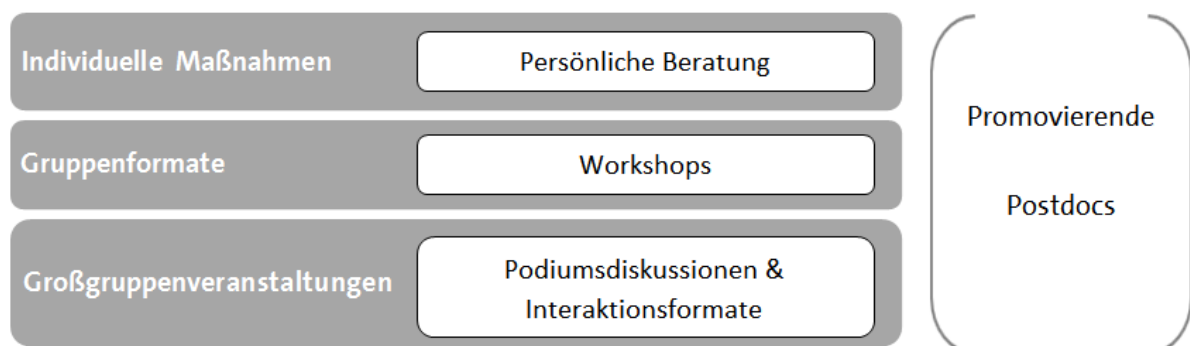 Individuelle Maßnahmen
Persönliche Beratung
Gruppenformate
Workshops
Großgruppenveranstaltungen
Podiumsdiskussionen &
Interaktionsformate
Promovierende
Postdocs